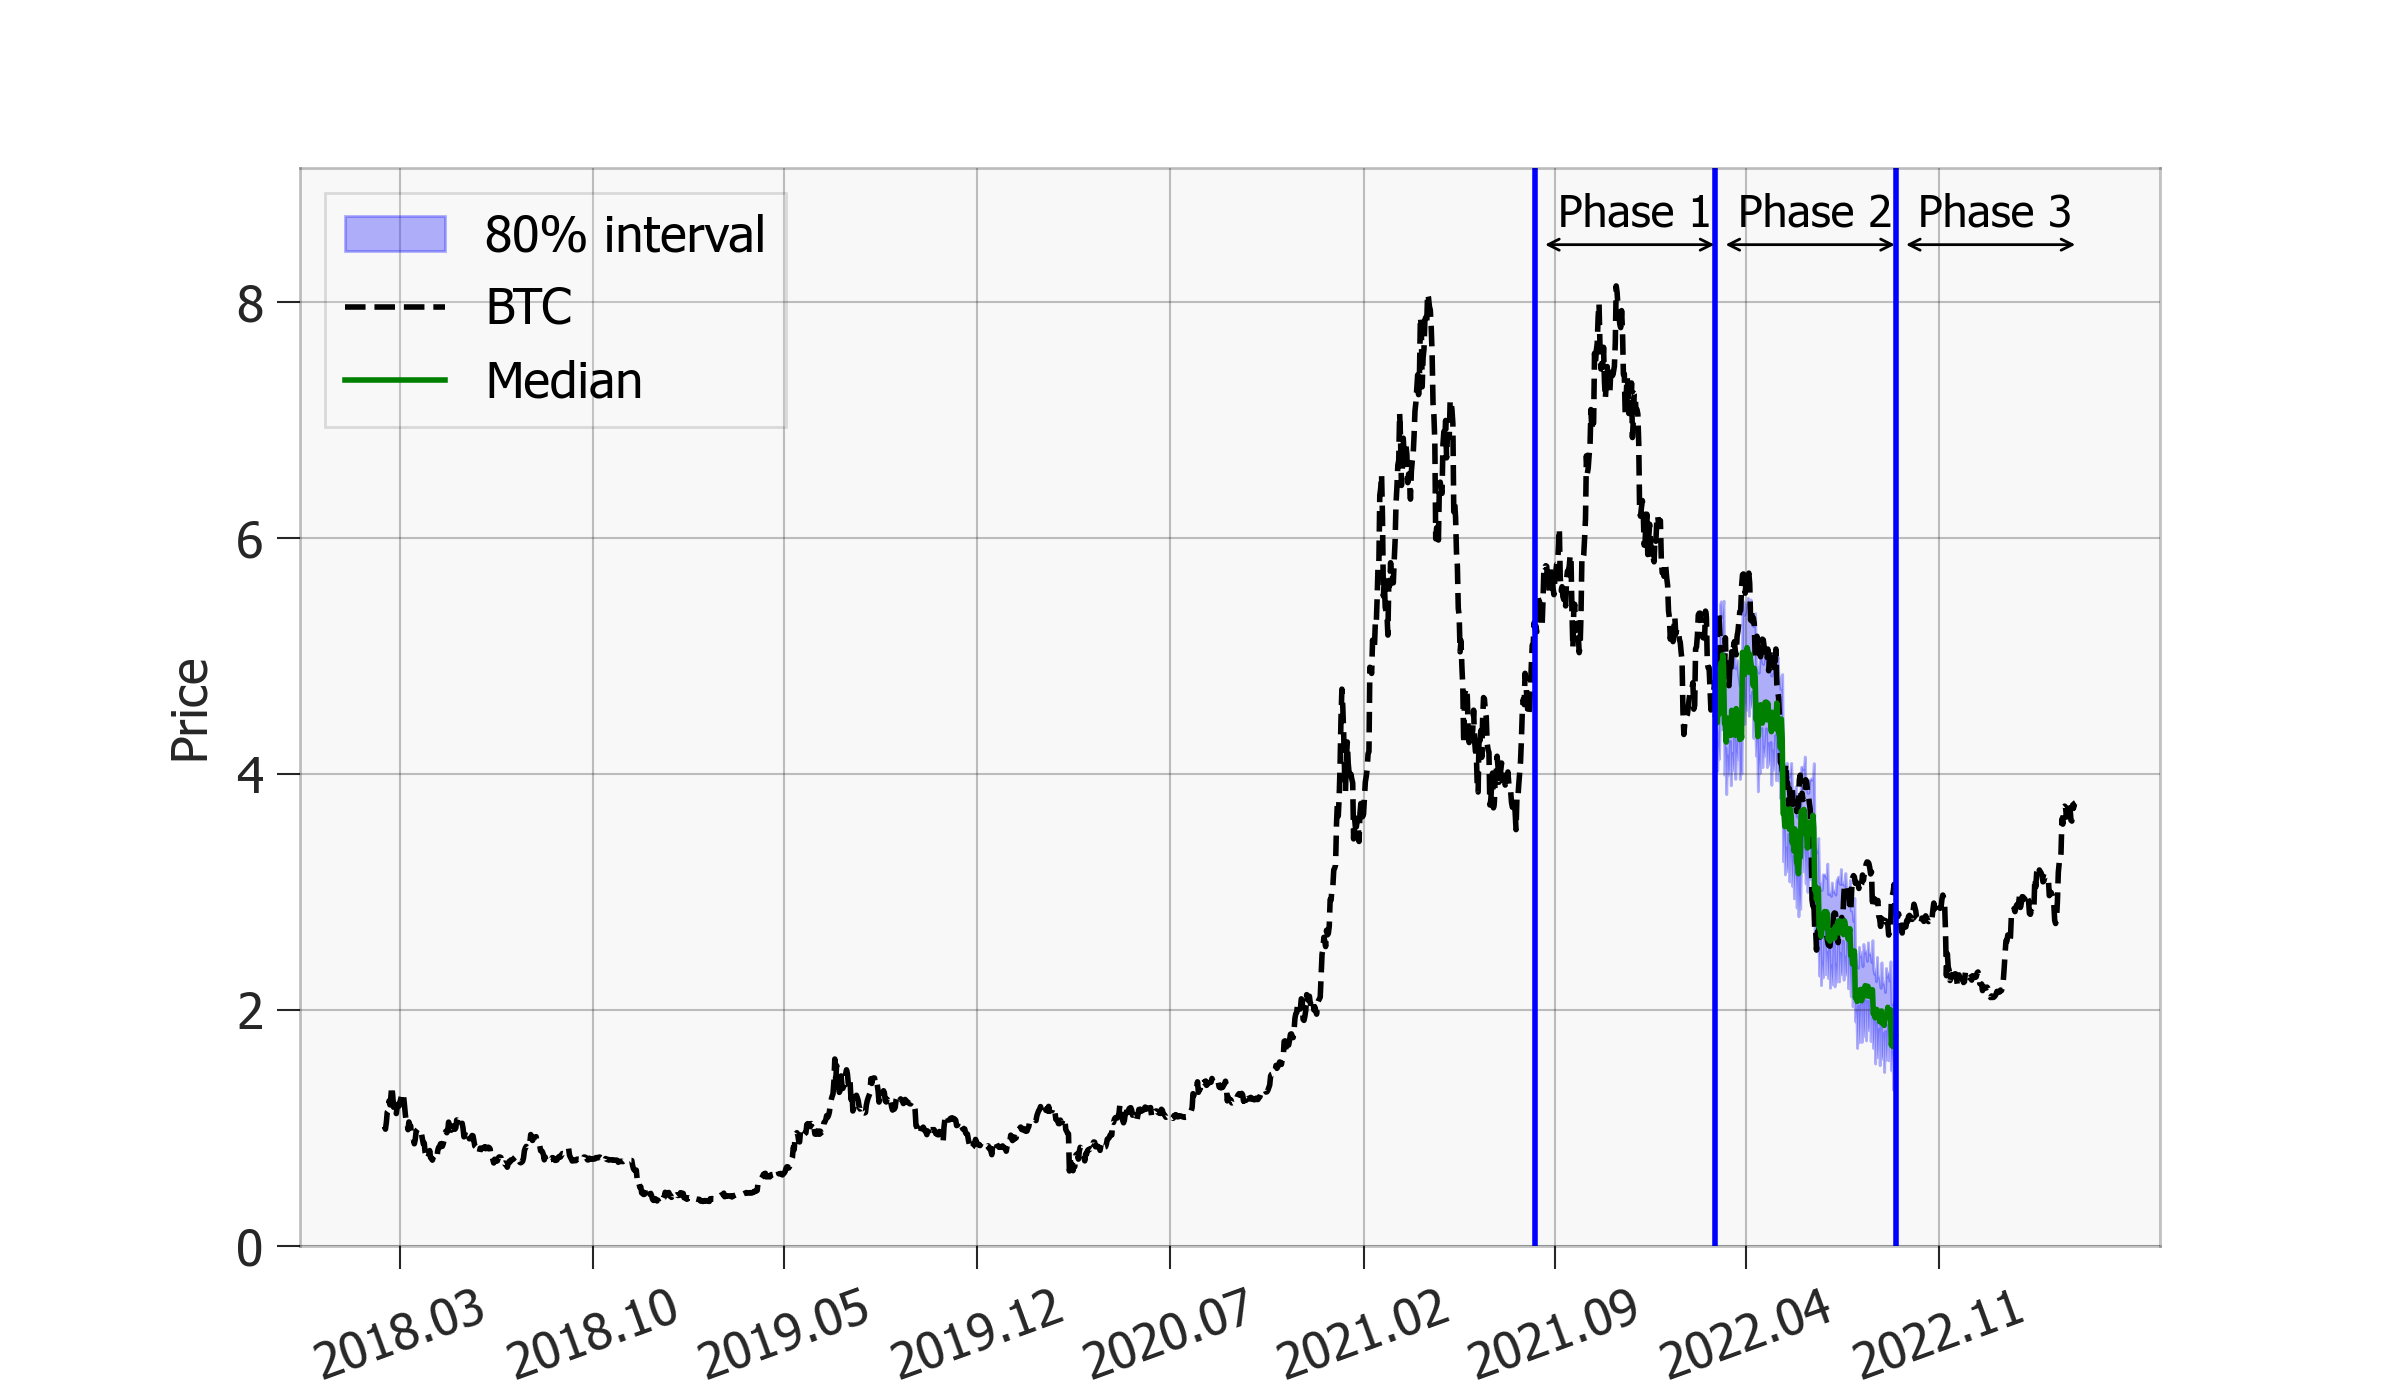 80% interval
BTC
Median
Phase 1
Phase 2
Phase 3
Price
8
6
4
2
0
2018.03
2018.10
2019.05
2019.12
2020.07
2021.02
2021.09
2022.04
2022.11